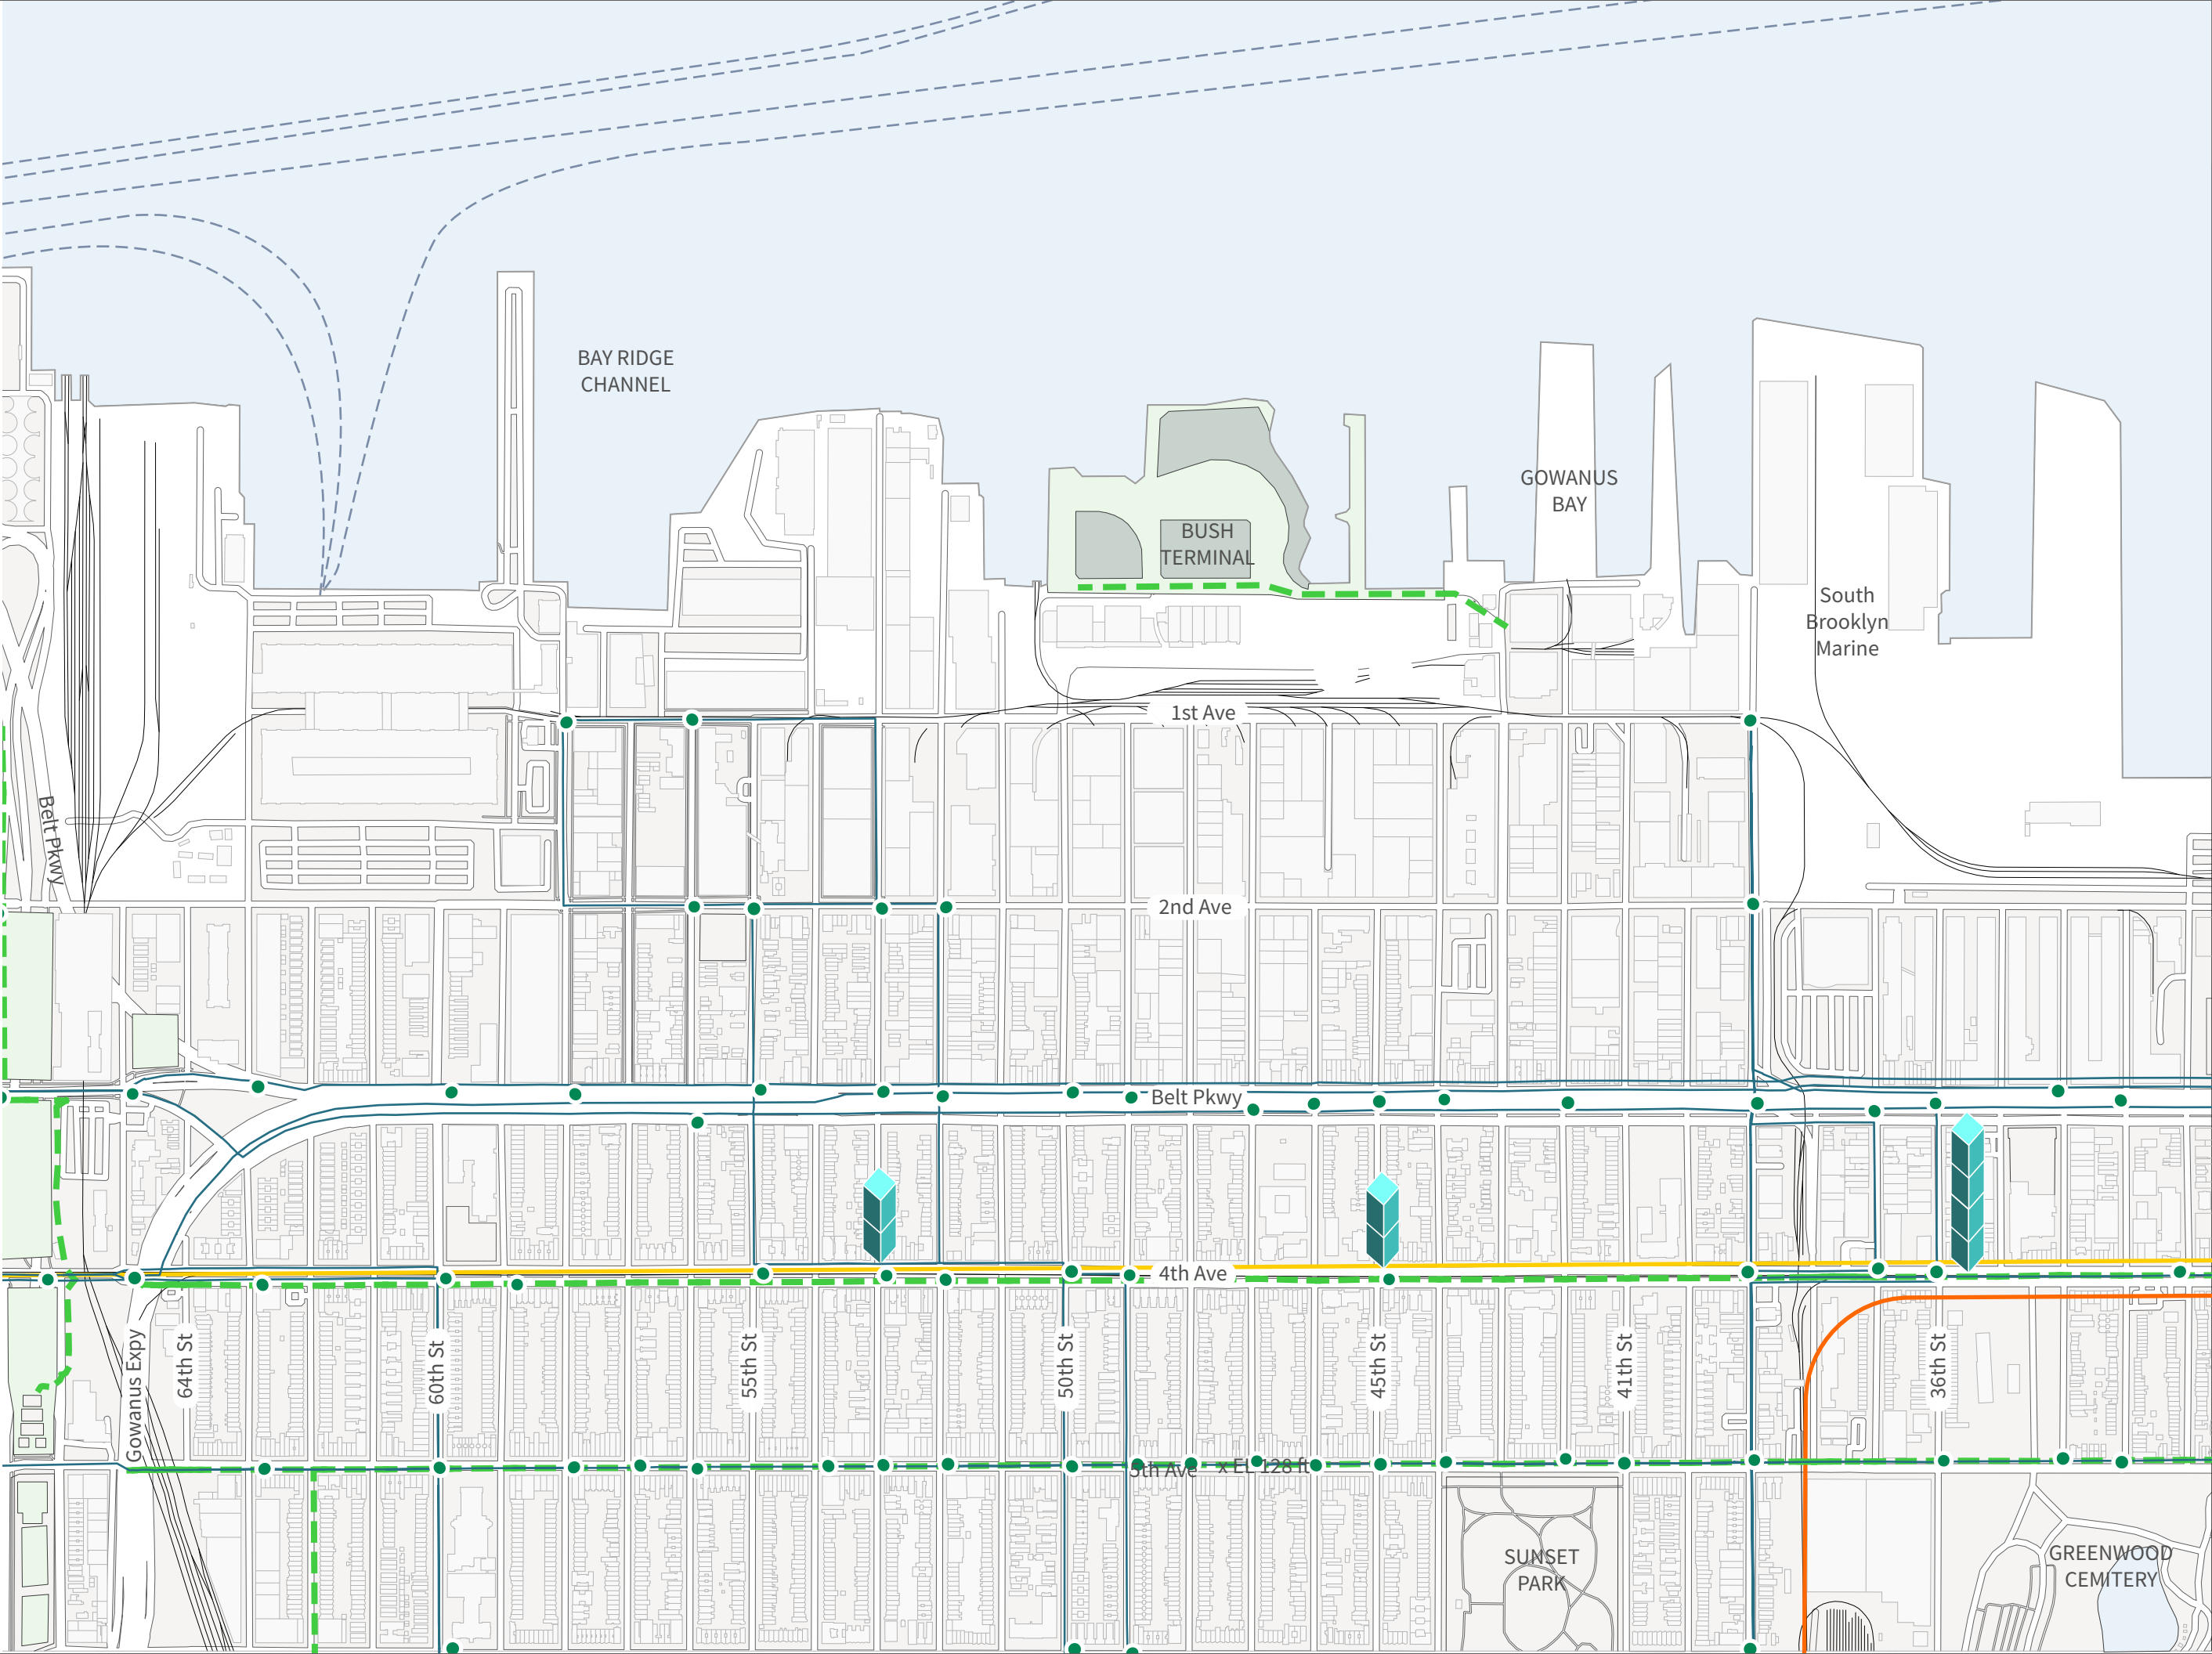 BAY RIDGE
CHANNEL
GOWANUS
BAY
BUSH
TERMINAL
South
Brooklyn
Marine
1st Ave
Belt Pkwy
2nd Ave
Belt Pkwy
4th Ave
Gowanus Expy
64th St
60th St
55th St
50th St
45th St
41th St
36th St
5th Ave
x EL 128 ft
SUNSET
PARK
GREENWOOD
CEMITERY